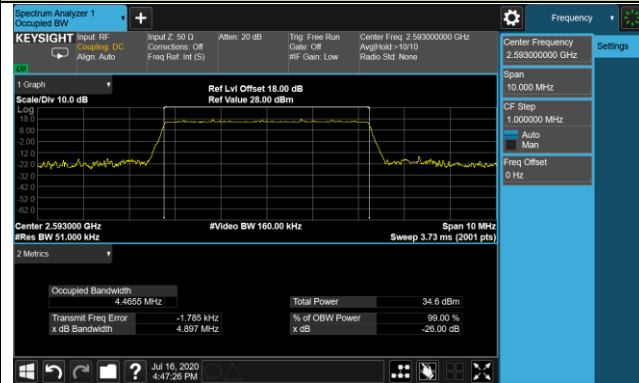 Spectrum Analyzer 1
Occupied BW
Frequency
KEYSIGHT
Input: RF
Coupling: DC
Align: Auto
Input Z: 50 Ω
Corrections: Off
Freq Ref: Int (S)
Atten: 20 dB
Trig: Free Run
Gate: Off
#IF Gain: Low
Center Freq: 2.593000000 GHz
Avg|Hold:>10/10
Radio Std: None
Center Frequency
2.593000000 GHz
Settings
Span
10.000 MHz
CF Step
1.000000 MHz
Auto
Man
Freq Offset
0 Hz
1 Graph
Scale/Div 10.0 dB
Ref Lvl Offset 18.00 dB
Ref Value 28.00 dBm
Log
18.0
8.00
-2.00
-12.0
-22.0
-32.0
-42.0
-52.0
-62.0
Center 2.593000 GHz
#Res BW 51.000 kHz
#Video BW 160.00 kHz
Span 10 MHz
Sweep 3.73 ms (2001 pts)
2 Metrics
Occupied Bandwidth
4.4655 MHz
Total Power 34.6 dBm
Transmit Freq Error -1.785 kHz
% of OBW Power 99.00 %
x dB Bandwidth 4.897 MHz
x dB -26.00 dB
?
Jul 16, 2020
4:47:26 PM